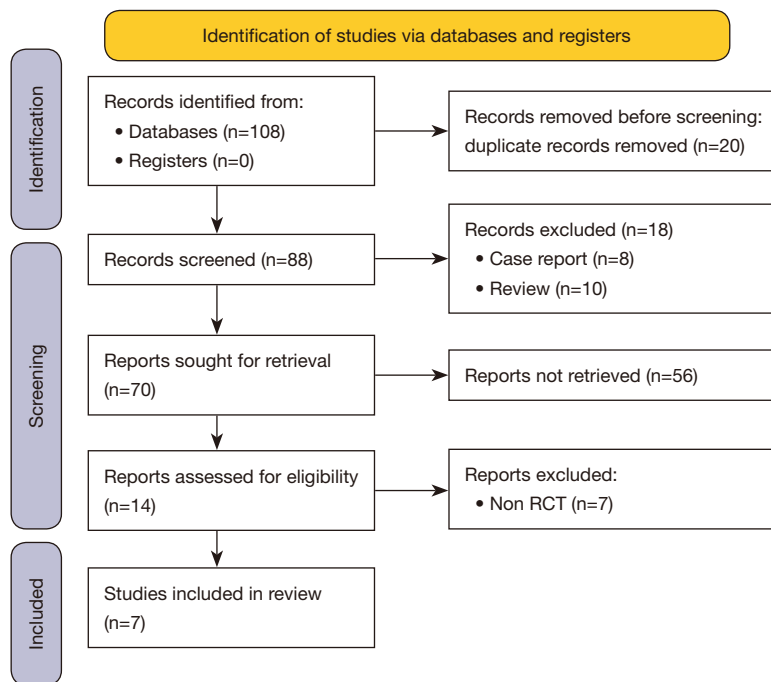 Identification of studies via databases and registers
Identification
Records identified from:
• Databases (n=108)
• Registers (n=0)
Records removed before screening:
duplicate records removed (n=20)
Screening
Records screened (n=88)
Records excluded (n=18)
• Case report (n=8)
• Review (n=10)
Reports sought for retrieval
(n=70)
Reports not retrieved (n=56)
Reports assessed for eligibility
(n=14)
Reports excluded:
• Non RCT (n=7)
Included
Studies included in review
(n=7)